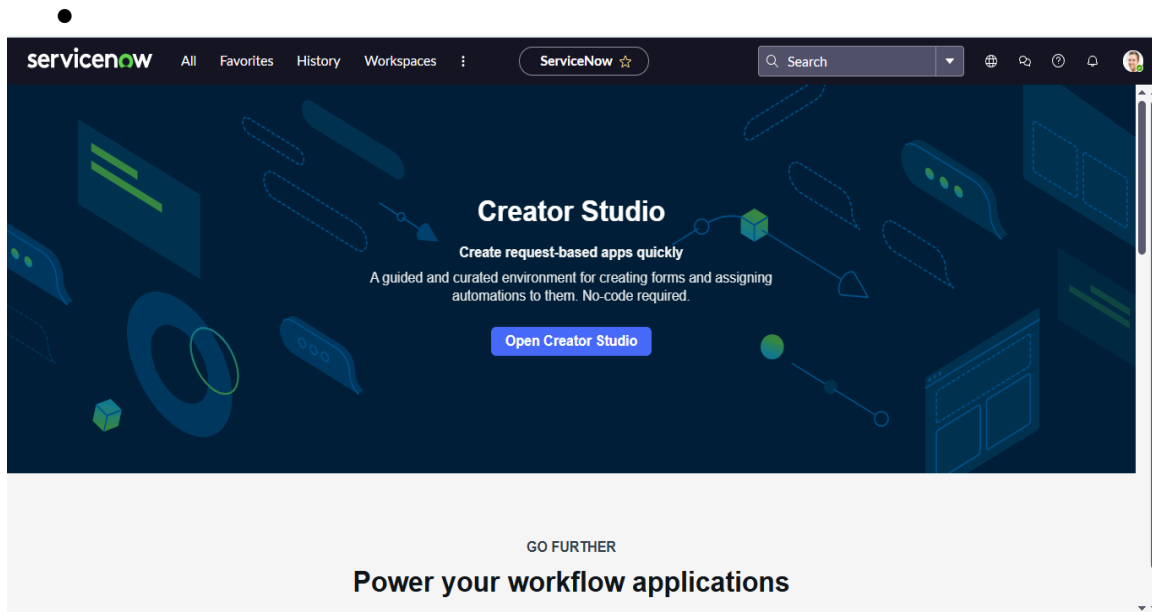 servicenow All Favorites History Workspaces ServiceNow Search
Creator Studio
Create request-based apps quickly
A guided and curated environment for creating forms and assigning
automations to them. No-code required.
Open Creator Studio
GO FURTHER
Power your workflow applications